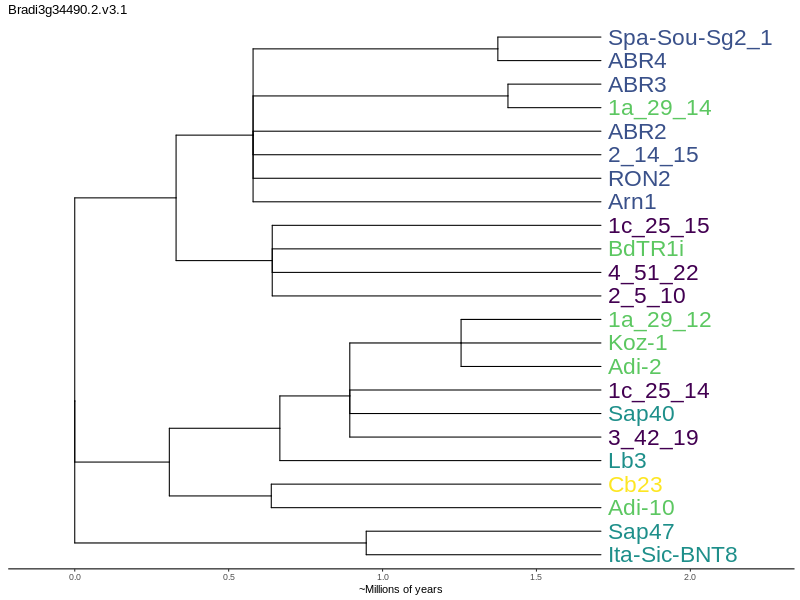 Bradi3g34490.2.v3.1
Spa-Sou-Sg2_1
ABR4
ABR3
1a_29_14
ABR2
2_14_15
RON2
Arn1
1c_25_15
BdTR1i
4_51_22
2_5_10
1a_29_12
Koz-1
Adi-2
1c_25_14
Sap40
3_42_19
Lb3
Cb23
Adi-10
Sap47
Ita-Sic-BNT8
0.0 0.5 1.0 1.5 2.0
~Millions of years